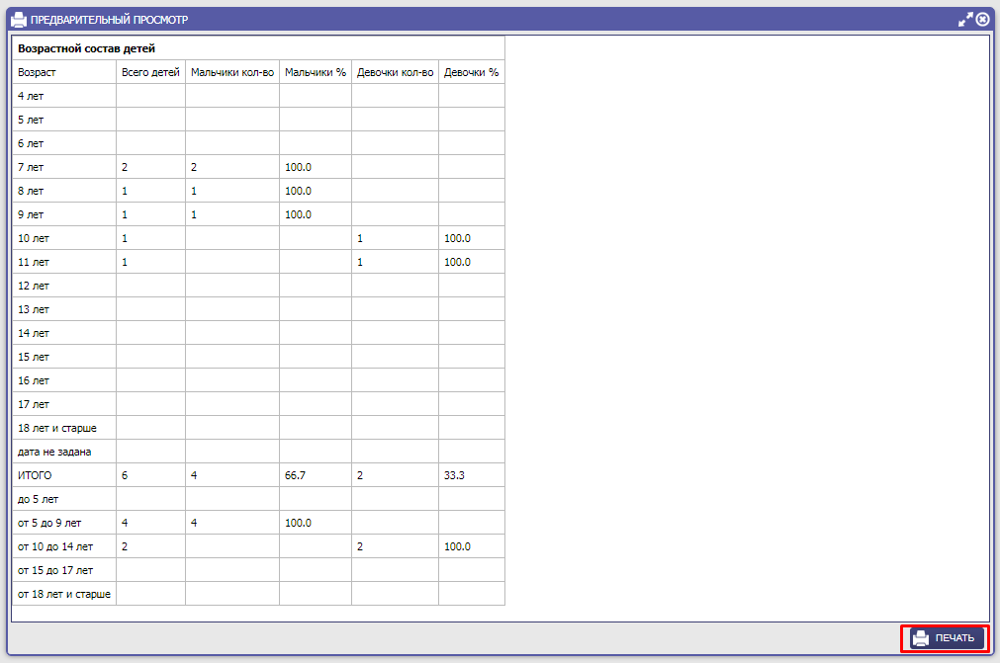 ПРЕДВАРИТЕЛЬНЫЙ ПРОСМОТР
Возрастной состав детей
Возраст Всего детей Мальчики кол-во Мальчики % Девочки кол-во Девочки %
4 лет
5 лет
6 лет
7 лет 2 2 100.0
8 лет 1 1 100.0
9 лет 1 1 100.0
10 лет 1 1 100.0
11 лет 1 1 100.0
12 лет
13 лет
14 лет
15 лет
16 лет
17 лет
18 лет и старше
дата не задана
ИТОГО 6 4 66.7 2 33.3
до 5 лет
от 5 до 9 лет 4 4 100.0
от 10 до 14 лет 2 2 100.0
от 15 до 17 лет
от 18 лет и старше
ПЕЧАТЬ